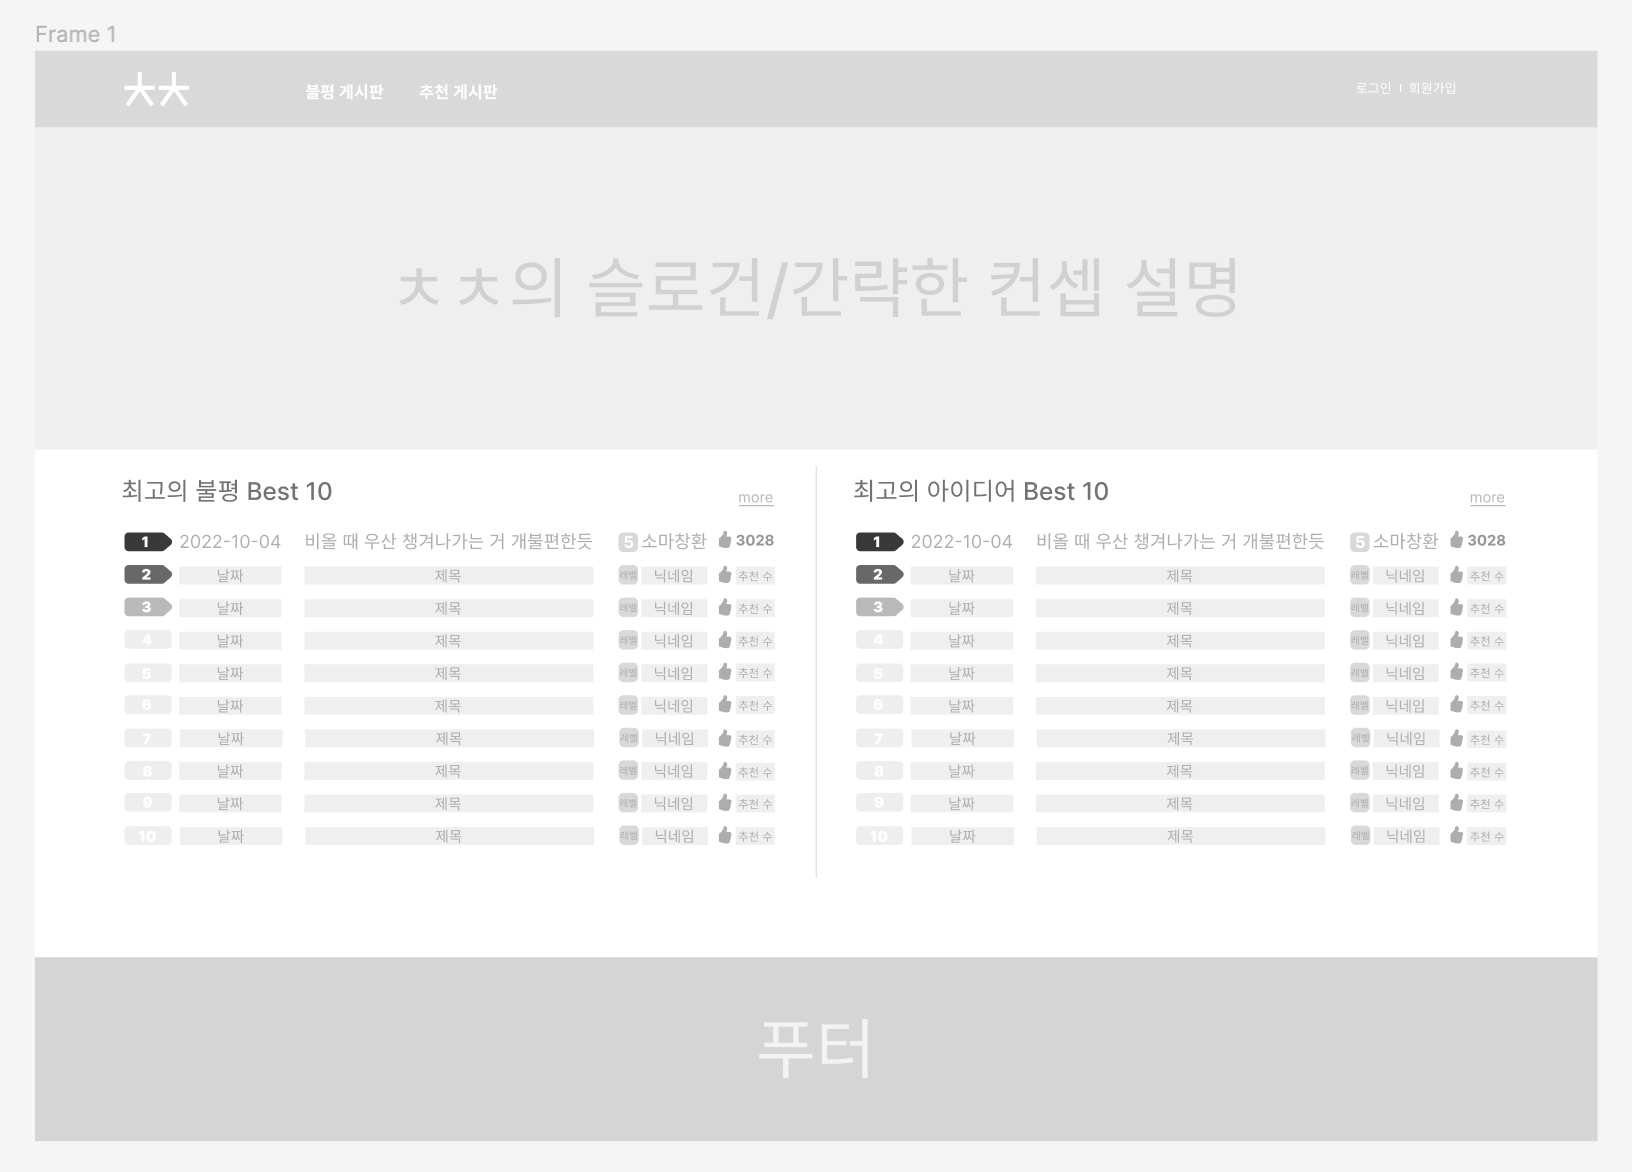 Frame 1
ㅊㅊ 불평 게시판 추천 게시판 로그인 | 회원가입
ㅊㅊ의 슬로건/간략한 컨셉 설명
최고의 불평 Best 10 more
1 2022-10-04 비올 때 우산 챙겨나가는 거 개불편한듯 5 소마창환 3028
2 날짜 제목 레벨 닉네임 추천 수
3 날짜 제목 레벨 닉네임 추천 수
4 날짜 제목 레벨 닉네임 추천 수
5 날짜 제목 레벨 닉네임 추천 수
6 날짜 제목 레벨 닉네임 추천 수
7 날짜 제목 레벨 닉네임 추천 수
8 날짜 제목 레벨 닉네임 추천 수
9 날짜 제목 레벨 닉네임 추천 수
10 날짜 제목 레벨 닉네임 추천 수
최고의 아이디어 Best 10 more
1 2022-10-04 비올 때 우산 챙겨나가는 거 개불편한듯 5 소마창환 3028
2 날짜 제목 레벨 닉네임 추천 수
3 날짜 제목 레벨 닉네임 추천 수
4 날짜 제목 레벨 닉네임 추천 수
5 날짜 제목 레벨 닉네임 추천 수
6 날짜 제목 레벨 닉네임 추천 수
7 날짜 제목 레벨 닉네임 추천 수
8 날짜 제목 레벨 닉네임 추천 수
9 날짜 제목 레벨 닉네임 추천 수
10 날짜 제목 레벨 닉네임 추천 수
푸터